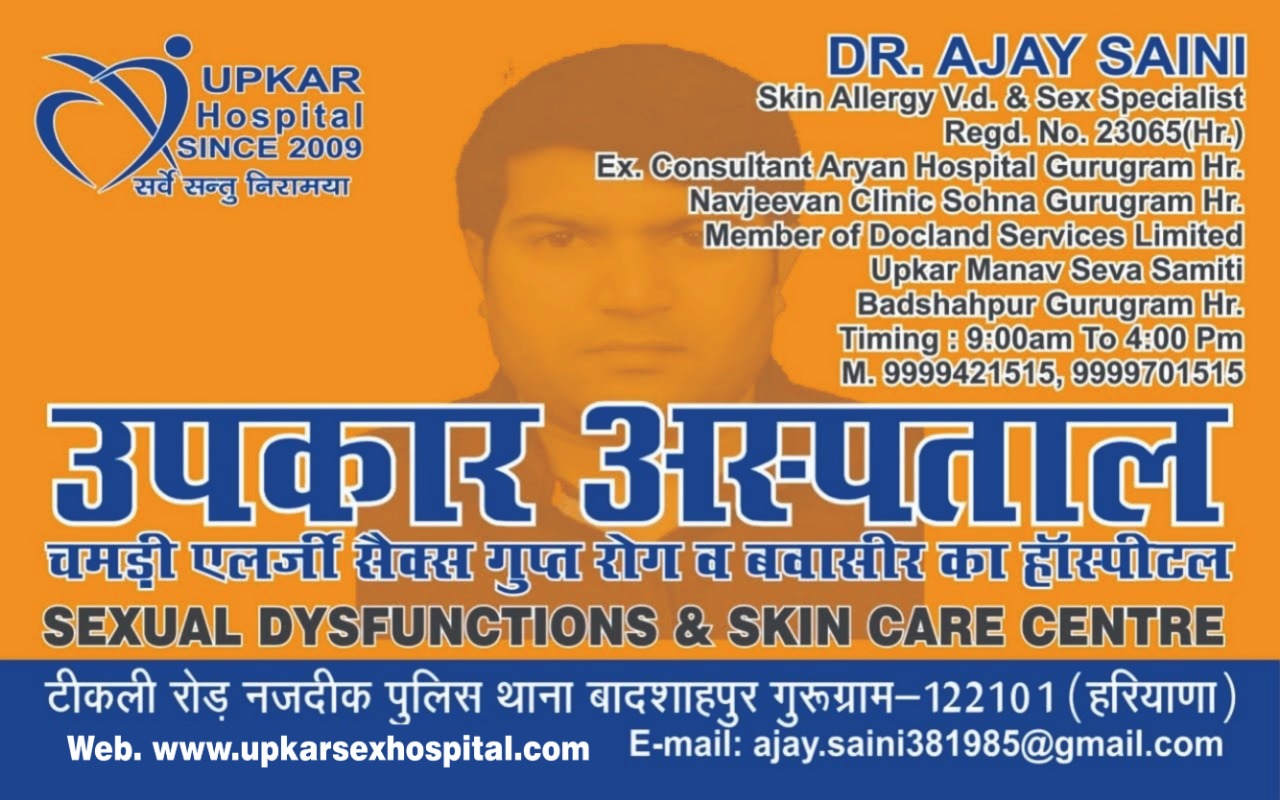 UPKAR
Hospital
SINCE 2009
सर्वे सन्तु निरामया
DR. AJAY SAINI
Skin Allergy V.d. & Sex Specialist
Regd. No. 23065(Hr.)
Ex. Consultant Aryan Hospital Gurugram Hr.
Navjeevan Clinic Sohna Gurugram Hr.
Member of Docland Services Limited
Upkar Manav Seva Samiti
Badshahpur Gurugram Hr.
Timing : 9:00am To 4:00 Pm
M. 9999421515, 9999701515
उपकार अस्पताल
चमड़ी एलर्जी सैक्स गुप्त रोग व बवासीर का हॉस्पीटल
SEXUAL DYSFUNCTIONS & SKIN CARE CENTRE
टीकली रोड़ नजदीक पुलिस थाना बादशाहपुर गुरूग्राम-122101 (हरियाणा)
Web. www.upkarsexhospital.com E-mail: ajay.saini381985@gmail.com